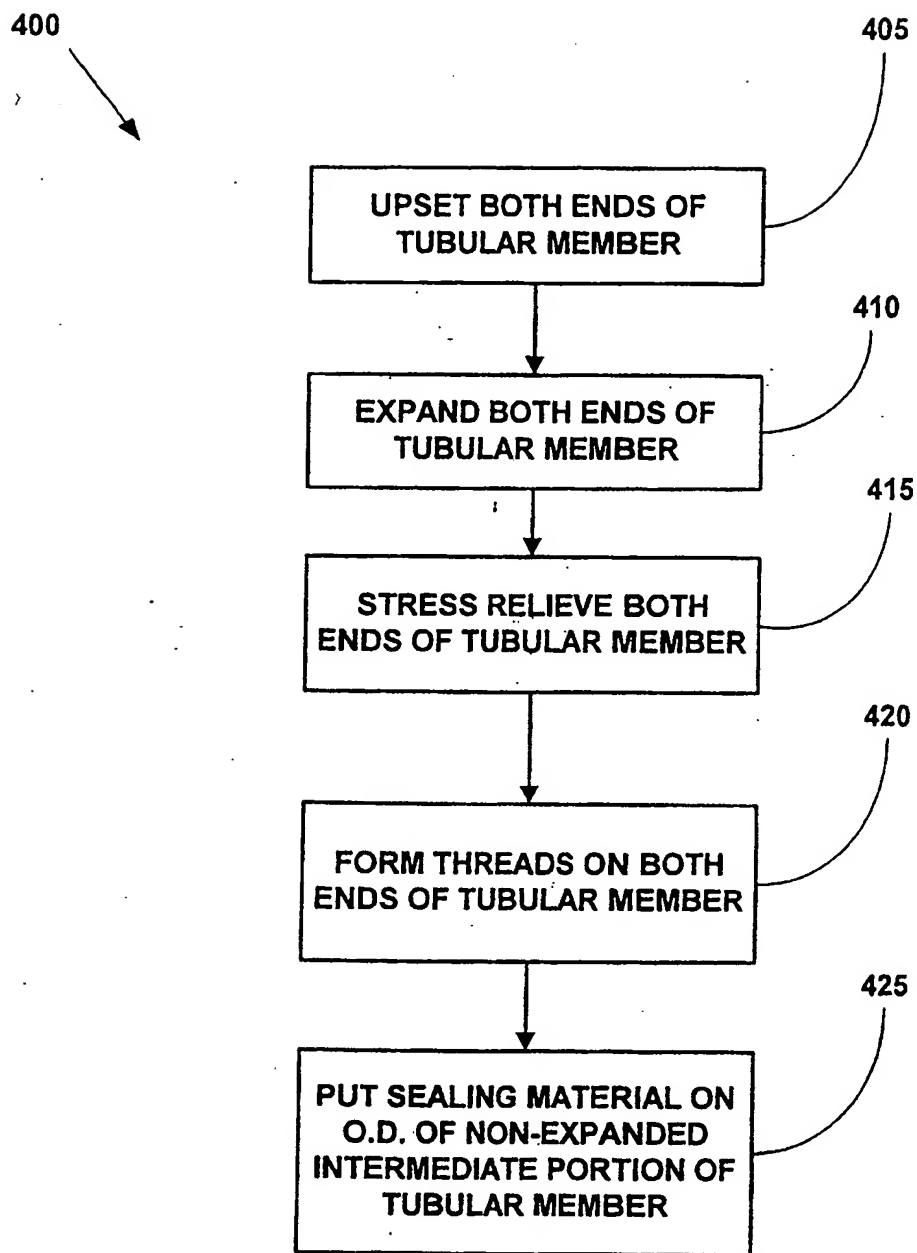 400
405
UPSET BOTH ENDS OF
TUBULAR MEMBER
410
EXPAND BOTH ENDS OF
TUBULAR MEMBER
415
STRESS RELIEVE BOTH
ENDS OF TUBULAR MEMBER
420
FORM THREADS ON BOTH
ENDS OF TUBULAR MEMBER
425
PUT SEALING MATERIAL ON
O.D. OF NON-EXPANDED
INTERMEDIATE PORTION OF
TUBULAR MEMBER